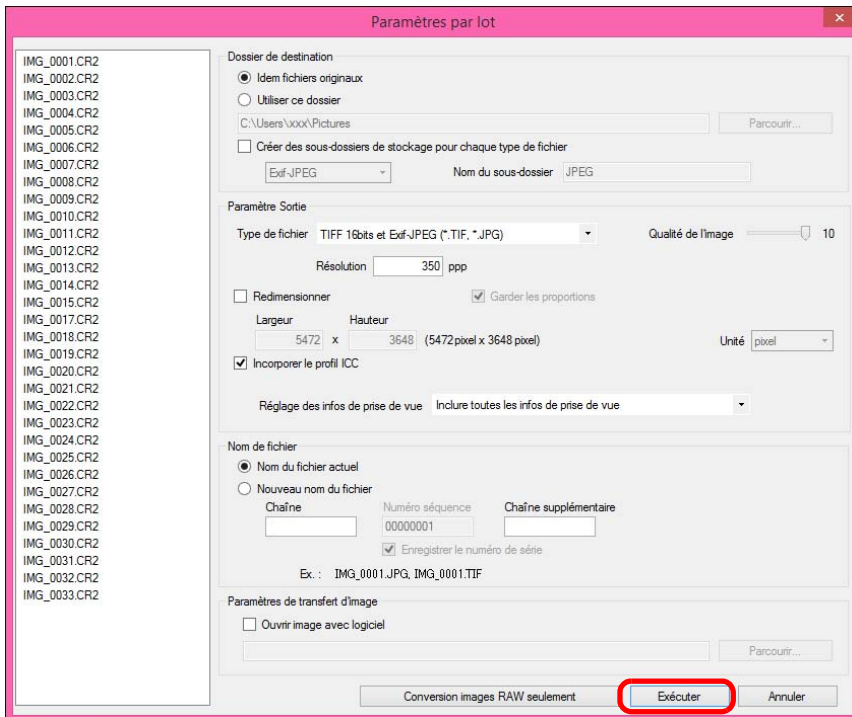 Paramètres par lot
IMG_0001.CR2
IMG_0002.CR2
IMG_0003.CR2
IMG_0004.CR2
IMG_0005.CR2
IMG_0006.CR2
IMG_0007.CR2
IMG_0008.CR2
IMG_0009.CR2
IMG_0010.CR2
IMG_0011.CR2
IMG_0012.CR2
IMG_0013.CR2
IMG_0014.CR2
IMG_0015.CR2
IMG_0017.CR2
IMG_0018.CR2
IMG_0019.CR2
IMG_0020.CR2
IMG_0021.CR2
IMG_0022.CR2
IMG_0023.CR2
IMG_0024.CR2
IMG_0025.CR2
IMG_0026.CR2
IMG_0027.CR2
IMG_0028.CR2
IMG_0029.CR2
IMG_0030.CR2
IMG_0031.CR2
IMG_0032.CR2
IMG_0033.CR2
Dossier de destination
Idem fichiers originaux
Utiliser ce dossier
C:\Users\xxx\Pictures Parcourir...
Créer des sous-dossiers de stockage pour chaque type de fichier
Exif-JPEG Nom du sous-dossier JPEG
Paramètre Sortie
Type de fichier TIFF 16bits et Exif-JPEG (*.TIF, *.JPG) Qualité de l'image 10
Résolution 350 ppp
Redimensionner Garder les proportions
Largeur Hauteur
5472 x 3648 (5472 pixel x 3648 pixel) Unité pixel
Incorporer le profil ICC
Réglage des infos de prise de vue Inclure toutes les infos de prise de vue
Nom de fichier
Nom du fichier actuel
Nouveau nom du fichier
Chaîne Numéro séquence Chaîne supplémentaire
00000001
Enregistrer le numéro de série
Ex. : IMG_0001.JPG, IMG_0001.TIF
Paramètres de transfert d'image
Ouvrir image avec logiciel
Parcourir...
Conversion images RAW seulement Exécuter Annuler